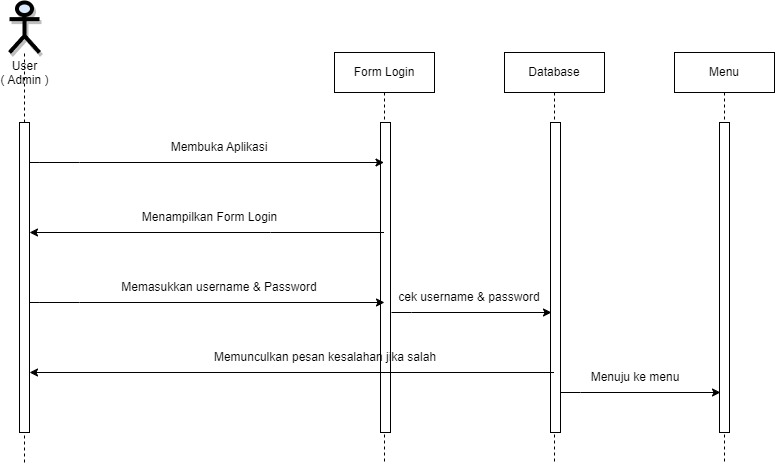 User
( Admin )
Form Login
Database
Menu
Membuka Aplikasi
Menampilkan Form Login
Memasukkan username & Password
cek username & password
Memunculkan pesan kesalahan jika salah
Menuju ke menu